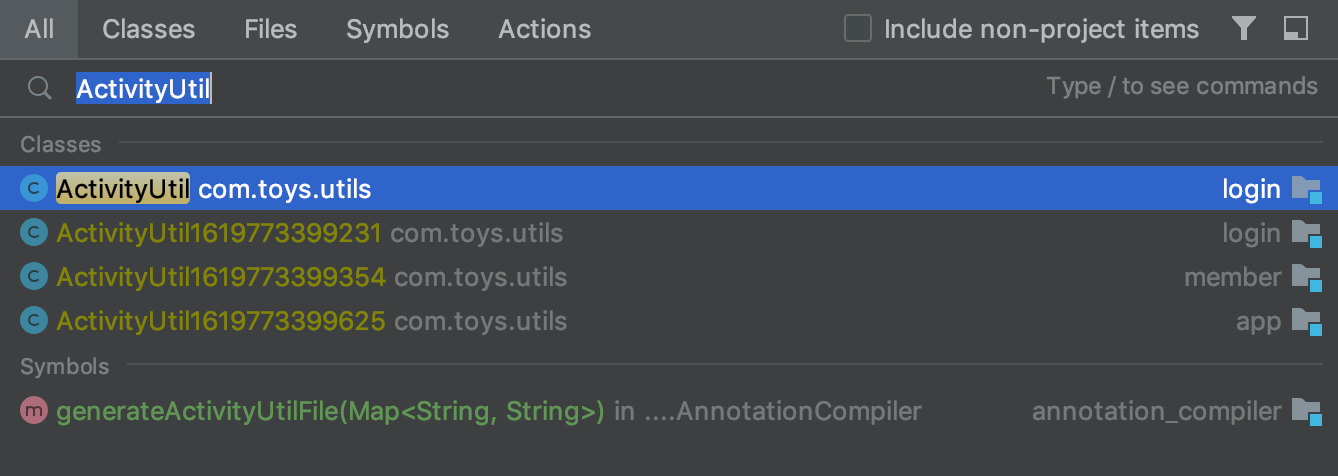 All Classes Files Symbols Actions Include non-project items
ActivityUtil Type / to see commands
Classes
C ActivityUtil com.toys.utils login
C ActivityUtil1619773399231 com.toys.utils login
C ActivityUtil1619773399354 com.toys.utils member
C ActivityUtil1619773399625 com.toys.utils app
Symbols
m generateActivityUtilFile(Map<String, String>) in ....AnnotationCompiler annotation_compiler